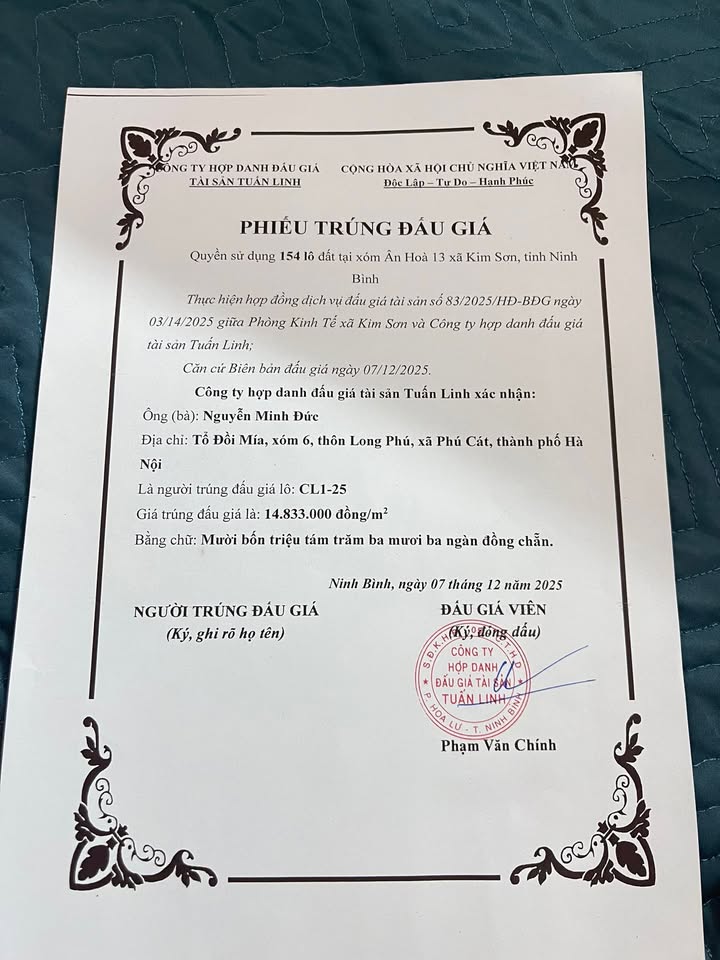 CÔNG TY HỢP DANH ĐẤU GIÁ
TÀI SẢN TUẤN LINH
CỘNG HÒA XÃ HỘI CHỦ NGHĨA VIỆT NAM
Độc Lập – Tự Do – Hạnh Phúc
PHIẾU TRÚNG ĐẤU GIÁ
Quyền sử dụng 154 lô đất tại xóm Ân Hoà 13 xã Kim Sơn, tỉnh Ninh
Bình
Thực hiện hợp đồng dịch vụ đấu giá tài sản số 83/2025/HĐ-BĐG ngày
03/14/2025 giữa Phòng Kinh Tế xã Kim Sơn và Công ty hợp danh đấu giá
tài sản Tuấn Linh;
Căn cứ Biên bản đấu giá ngày 07/12/2025.
Công ty hợp danh đấu giá tài sản Tuấn Linh xác nhận:
Ông (bà): Nguyễn Minh Đức
Địa chỉ: Tổ Đồi Mía, xóm 6, thôn Long Phú, xã Phú Cát, thành phố Hà
Nội
Là người trúng đấu giá lô: CL1-25
Giá trúng đấu giá là: 14.833.000 đồng/m²
Bằng chữ: Mười bốn triệu tám trăm ba mươi ba ngàn đồng chẵn.
Ninh Bình, ngày 07 tháng 12 năm 2025
NGƯỜI TRÚNG ĐẤU GIÁ
(Ký, ghi rõ họ tên)
ĐẤU GIÁ VIÊN
(Ký, đóng dấu)
CÔNG TY
HỢP DANH
ĐẤU GIÁ TÀI SẢN
TUẤN LINH
P. HOA LƯ - T. NINH BÌNH
Phạm Văn Chính